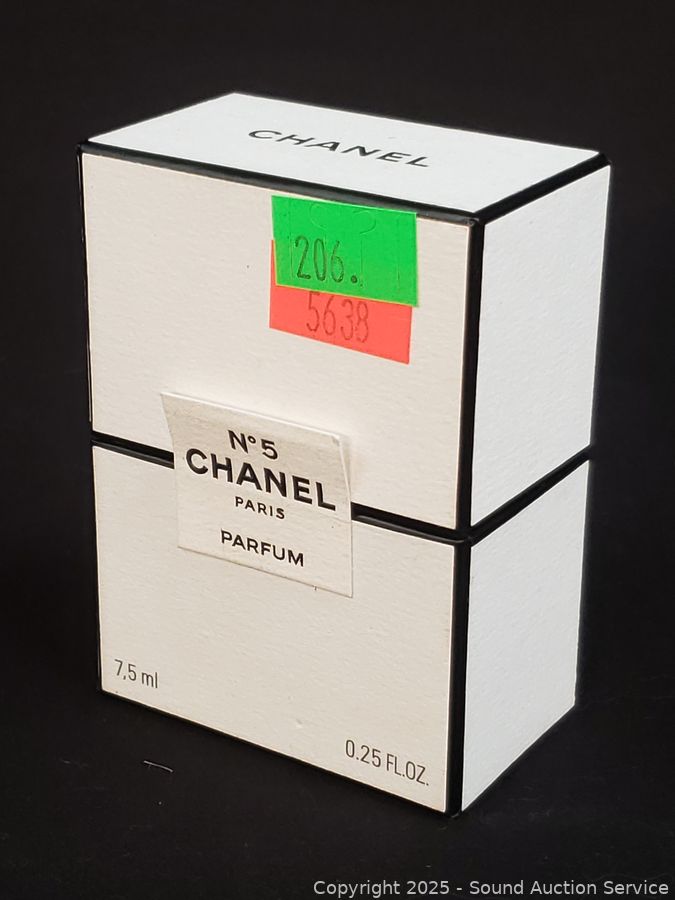 CHANEL
206.
5638
N°5
CHANEL
PARIS
PARFUM
7,5 ml
0.25 FL.OZ.
Copyright 2025 - Sound Auction Service